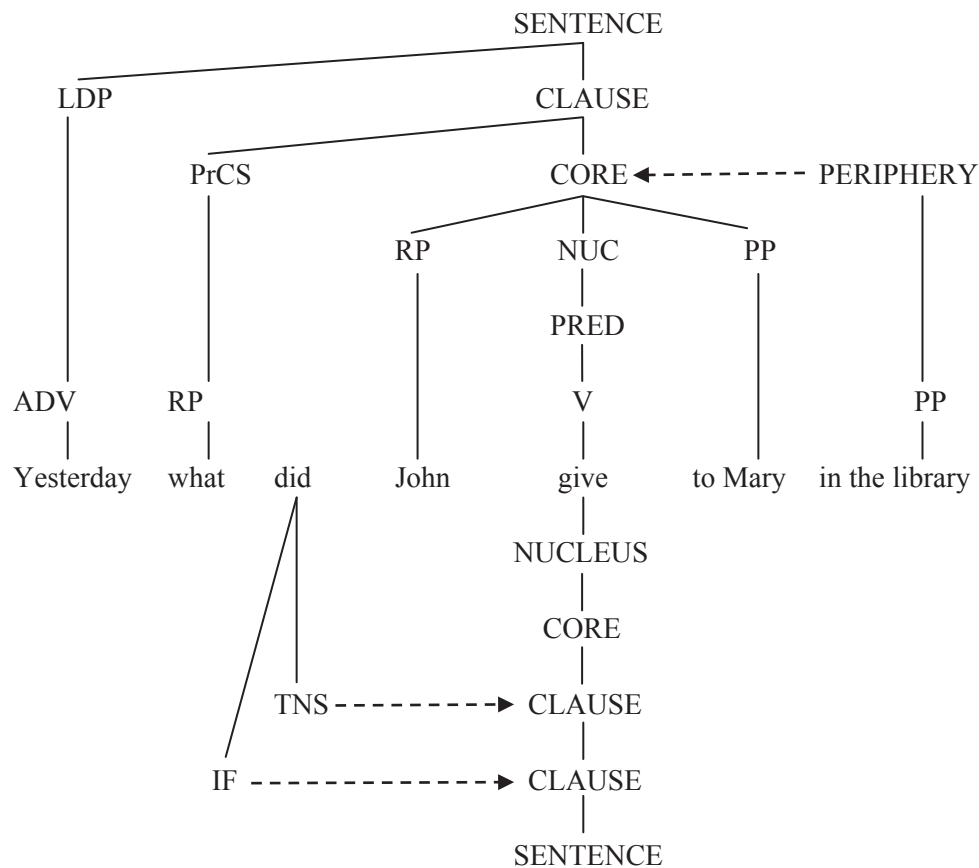 SENTENCE
LDP CLAUSE
PrCS CORE PERIPHERY
RP NUC PP
PRED
ADV RP V PP
Yesterday what did John give to Mary in the library
NUCLEUS
CORE
TNS CLAUSE
IF CLAUSE
SENTENCE